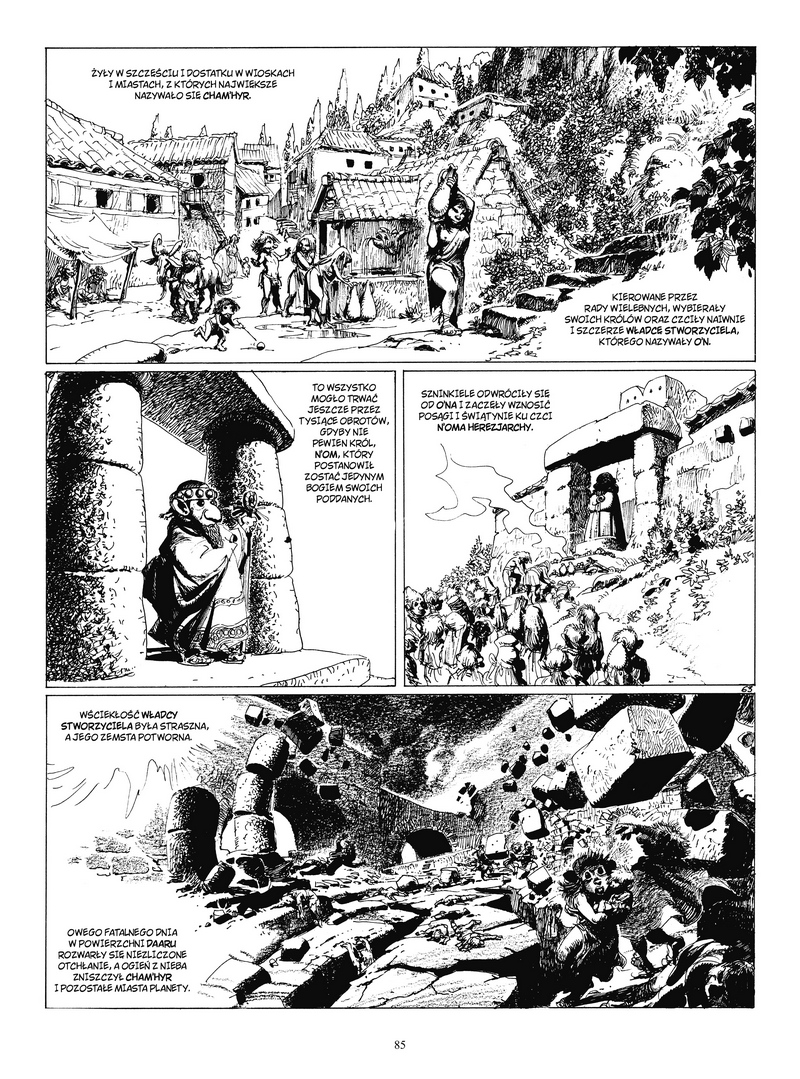 ŻYŁY W SZCZĘŚCIU I DOSTATKU W WIOSKACH
I MIASTACH, Z KTÓRYCH NAJWIĘKSZE
NAZYWAŁO SIĘ CHAM'HYR.
KIEROWANE PRZEZ
RADY WIELEBNYCH, WYBIERAŁY
SWOICH KRÓLÓW ORAZ CZCIŁY NAIWNIE
I SZCZERZE WŁADCĘ STWORZYCIELA,
KTÓREGO NAZYWAŁY O'N.
TO WSZYSTKO
MOGŁO TRWAĆ
JESZCZE PRZEZ
TYSIĄCE OBROTÓW,
GDYBY NIE
PEWIEN KRÓL,
N'OM, KTÓRY
POSTANOWIŁ
ZOSTAĆ JEDYNYM
BOGIEM SWOICH
PODDANYCH.
SZNINKIELE ODWRÓCIŁY SIĘ
OD O'NA I ZACZĘŁY WZNOSIĆ
POSĄGI I ŚWIĄTYNIE KU CZCI
N'OMA HEREZJARCHY.
65
WŚCIEKŁOŚĆ WŁADCY
STWORZYCIELA BYŁA STRASZNA,
A JEGO ZEMSTA POTWORNA.
OWEGO FATALNEGO DNIA
W POWIERZCHNI DAARU
ROZWARŁY SIĘ NIEZLICZONE
OTCHŁANIE, A OGIEŃ Z NIEBA
ZNISZCZYŁ CHAM'HYR
I POZOSTAŁE MIASTA PLANETY.
85